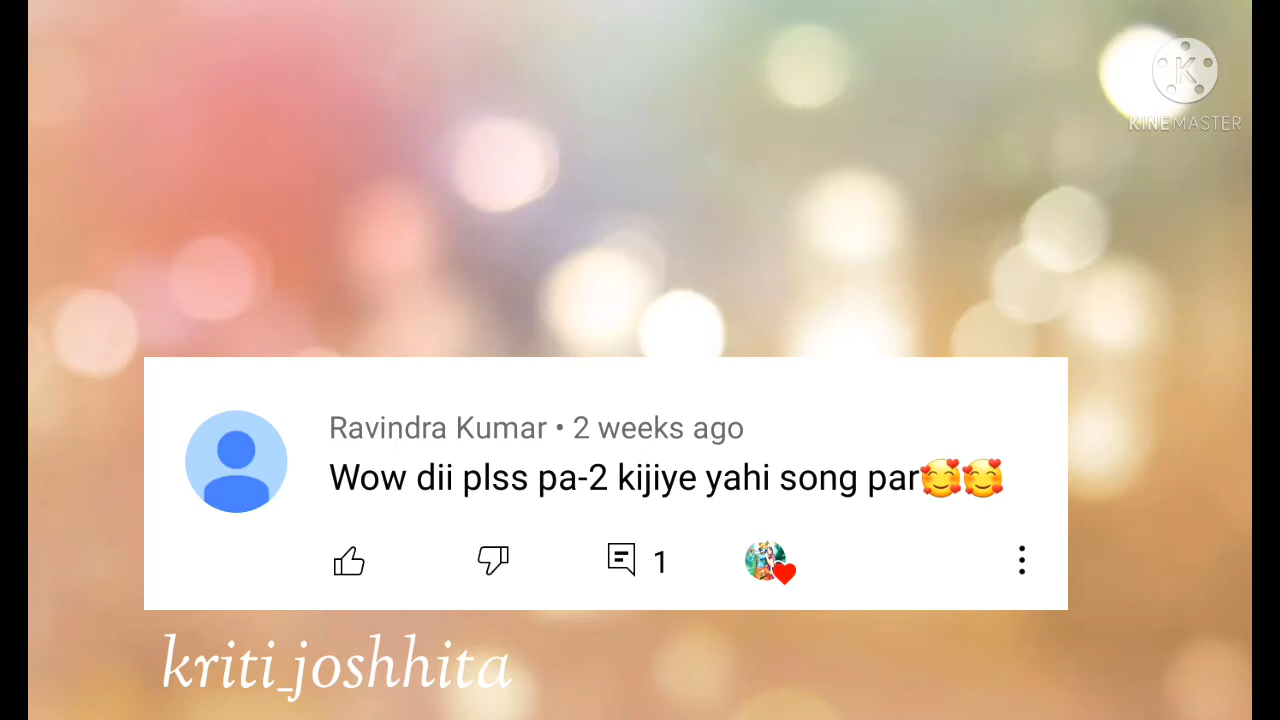 K
KINEMASTER
Ravindra Kumar • 2 weeks ago
Wow dii plss pa-2 kijiye yahi song par🥰🥰
1
kriti_joshhita